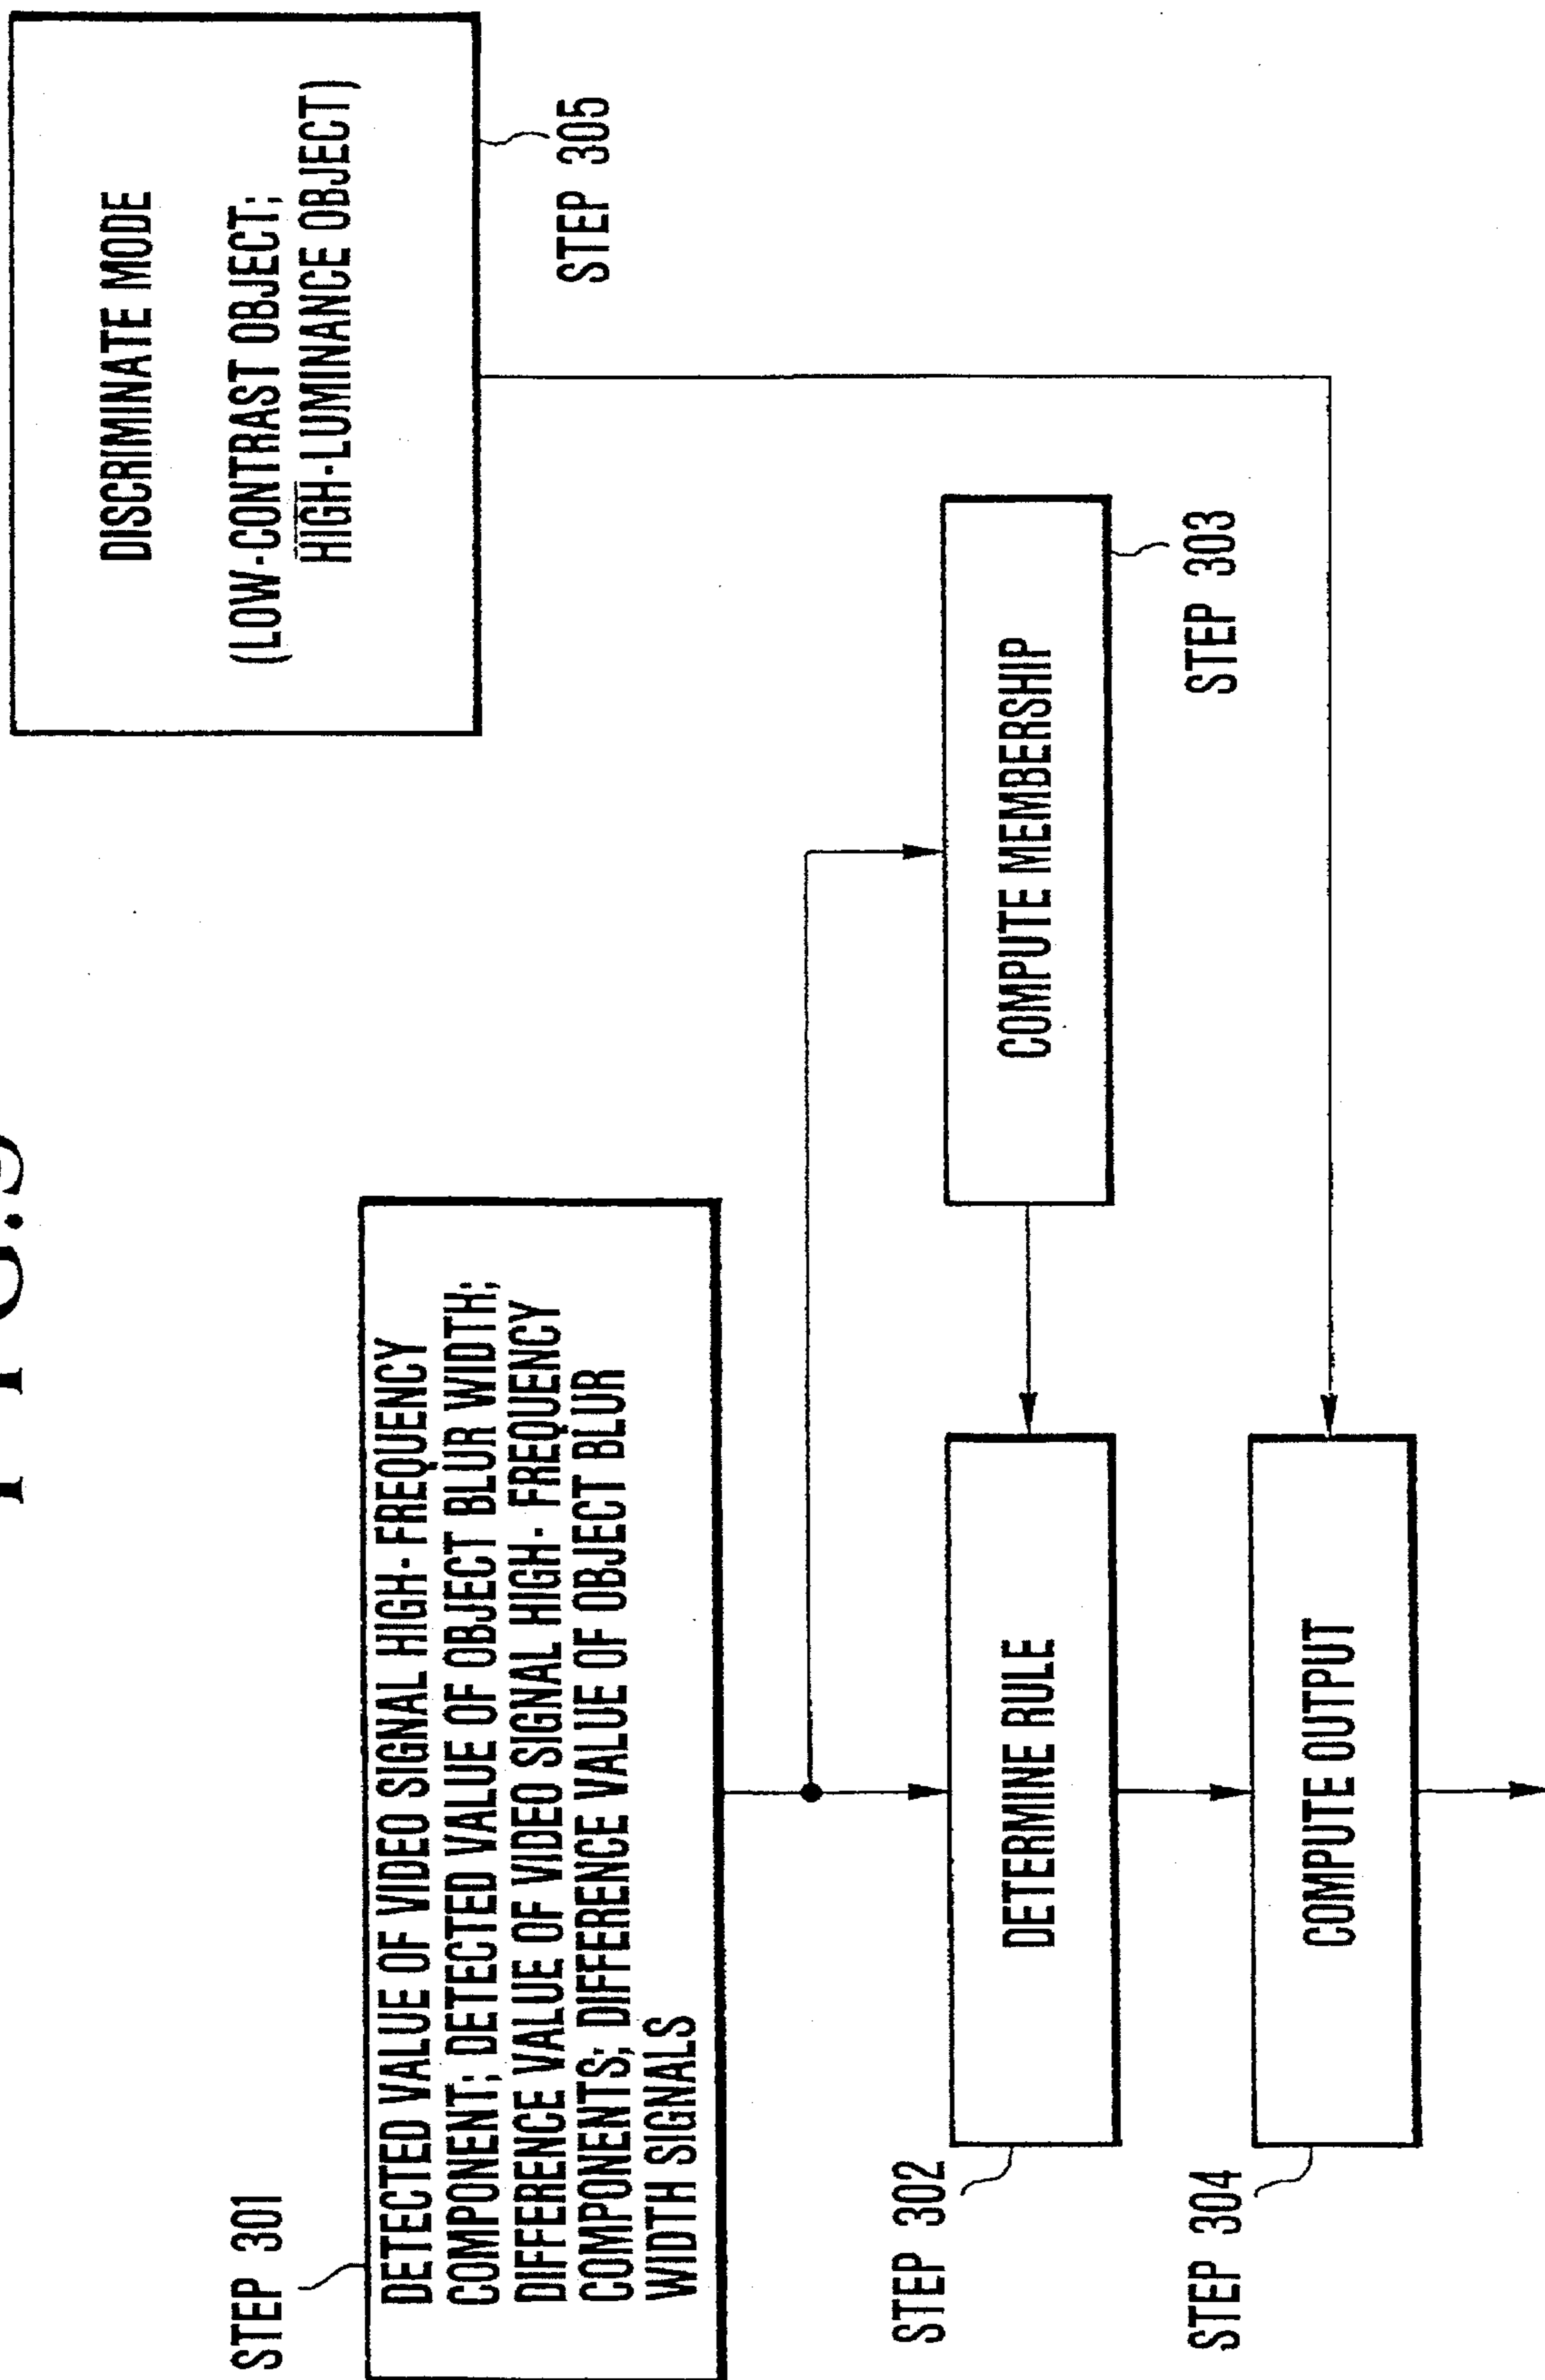 FIG.9
STEP 301
DETECTED VALUE OF VIDEO SIGNAL HIGH-FREQUENCY
COMPONENT; DETECTED VALUE OF OBJECT BLUR WIDTH;
DIFFERENCE VALUE OF VIDEO SIGNAL HIGH-FREQUENCY
COMPONENTS; DIFFERENCE VALUE OF OBJECT BLUR
WIDTH SIGNALS
DISCRIMINATE MODE
(LOW-CONTRAST OBJECT;
HIGH-LUMINANCE OBJECT)
STEP 305
STEP 302
DETERMINE RULE
COMPUTE MEMBERSHIP
STEP 303
STEP 304
COMPUTE OUTPUT